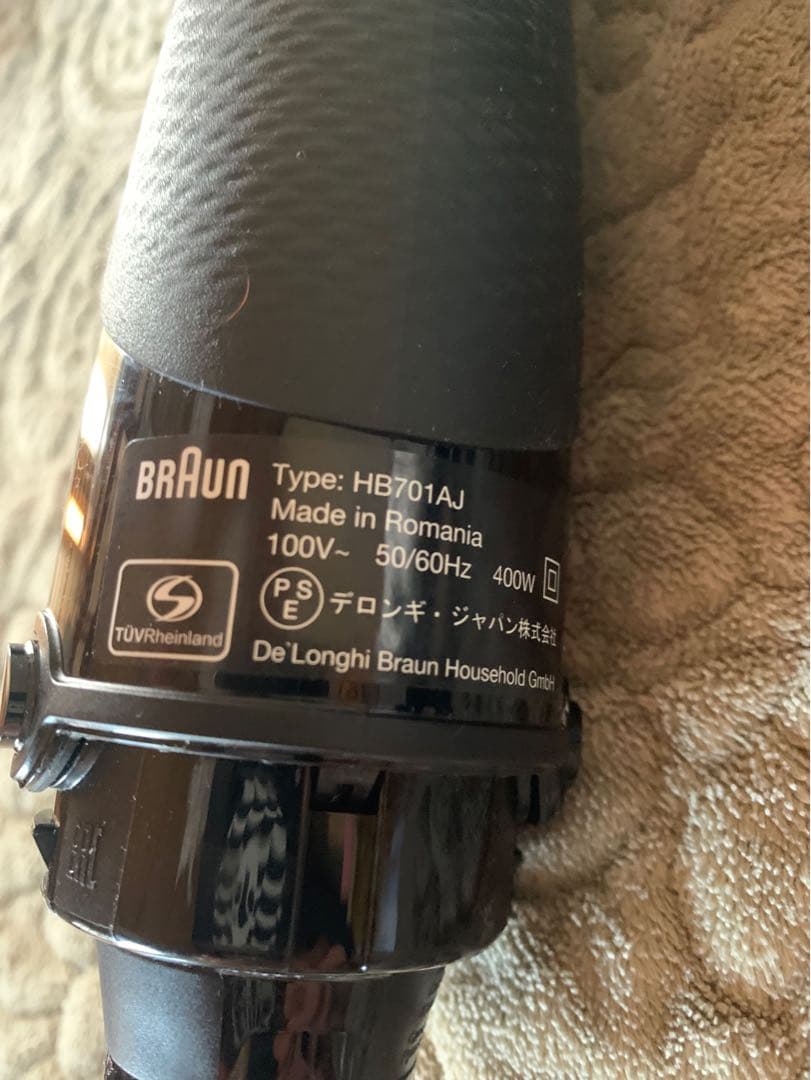 BRAUN
Type: HB701AJ
Made in Romania
100V~ 50/60Hz 400W
TÜVRheinland
PSE デロンギ・ジャパン株式会社
De'Longhi Braun Household GmbH